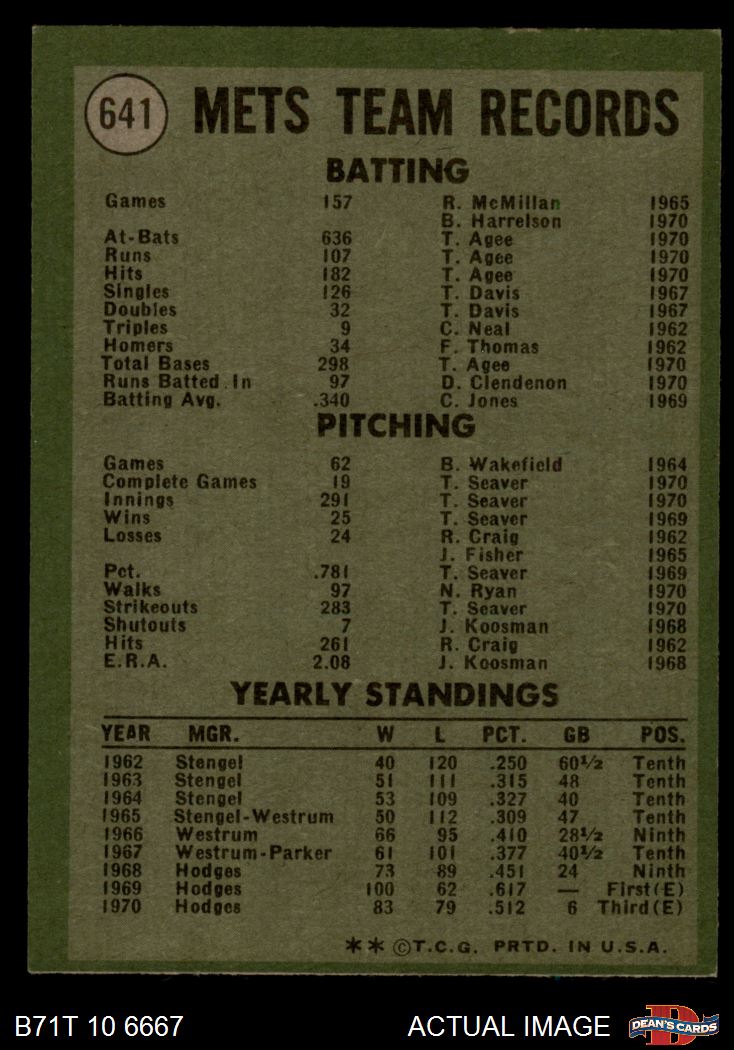 641 METS TEAM RECORDS
BATTING
Games 157 R. McMillan 1965
B. Harrelson 1970
At-Bats 636 T. Agee 1970
Runs 107 T. Agee 1970
Hits 182 T. Agee 1970
Singles 126 T. Davis 1967
Doubles 32 T. Davis 1967
Triples 9 C. Neal 1962
Homers 34 F. Thomas 1962
Total Bases 298 T. Agee 1970
Runs Batted In 97 D. Clendenon 1970
Batting Avg. .340 C. Jones 1969
PITCHING
Games 62 B. Wakefield 1964
Complete Games 19 T. Seaver 1970
Innings 291 T. Seaver 1970
Wins 25 T. Seaver 1969
Losses 24 R. Craig 1962
J. Fisher 1965
Pct. .781 T. Seaver 1969
Walks 97 N. Ryan 1970
Strikeouts 283 T. Seaver 1970
Shutouts 7 J. Koosman 1968
Hits 261 R. Craig 1962
E.R.A. 2.08 J. Koosman 1968
YEARLY STANDINGS
YEAR MGR. W L PCT. GB POS.
1962 Stengel 40 120 .250 60½ Tenth
1963 Stengel 51 111 .315 48 Tenth
1964 Stengel 53 109 .327 40 Tenth
1965 Stengel-Westrum 50 112 .309 47 Tenth
1966 Westrum 66 95 .410 28½ Ninth
1967 Westrum-Parker 61 101 .377 40½ Tenth
1968 Hodges 73 89 .451 24 Ninth
1969 Hodges 100 62 .617 — First(E)
1970 Hodges 83 79 .512 6 Third(E)
** ©T.C.G. PRTD. IN U.S.A.
B71T 10 6667 ACTUAL IMAGE D DEAN'S CARDS